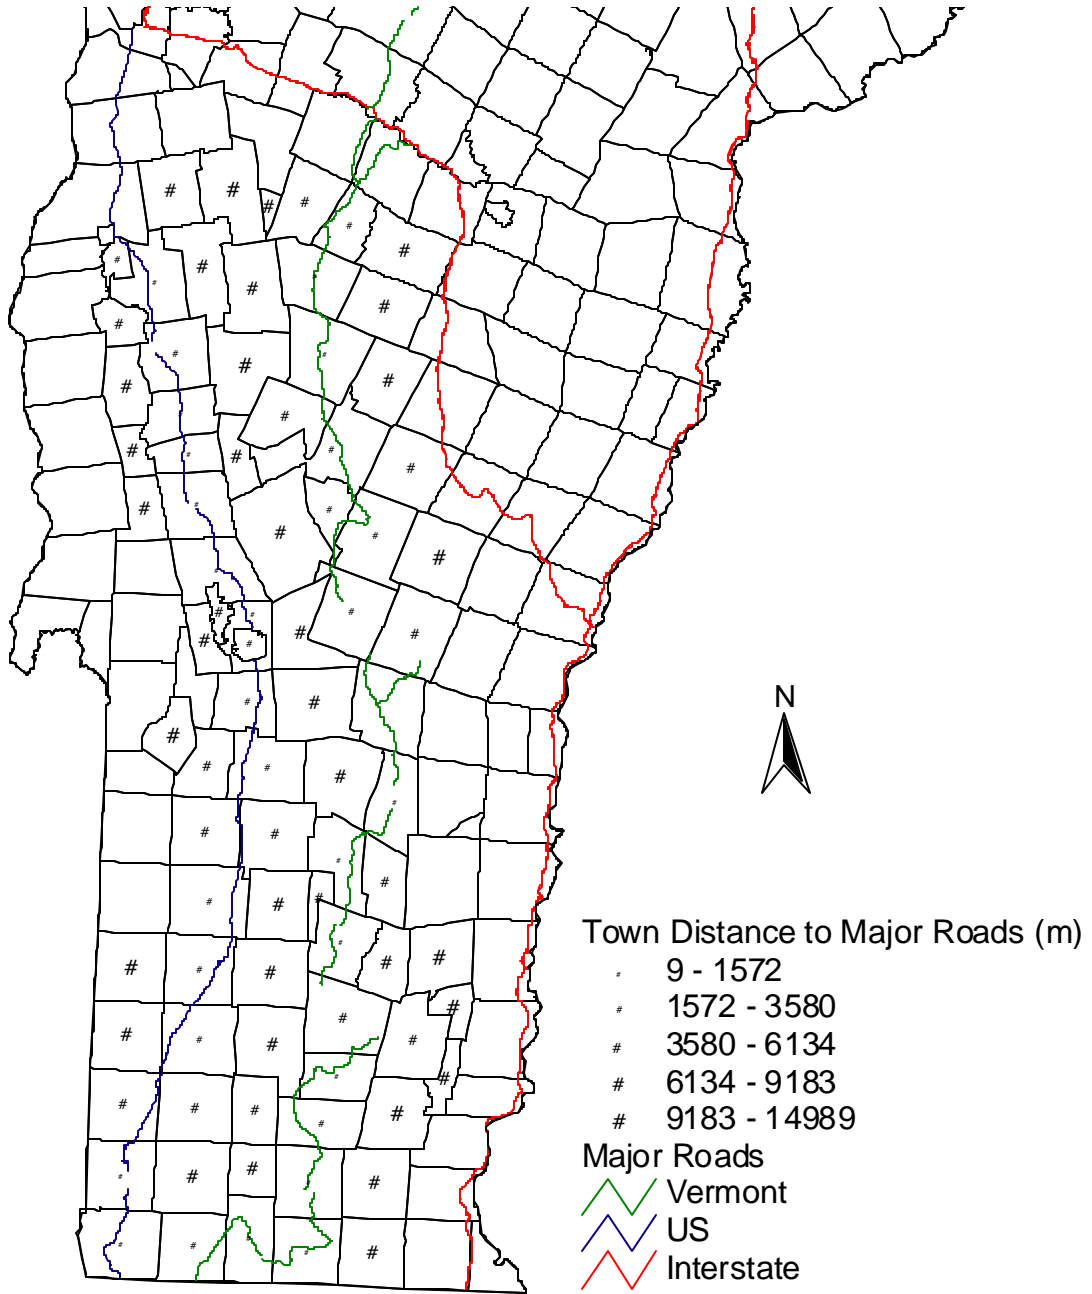 N
Town Distance to Major Roads (m)
# 9 - 1572
# 1572 - 3580
# 3580 - 6134
# 6134 - 9183
# 9183 - 14989
Major Roads
Vermont
US
Interstate